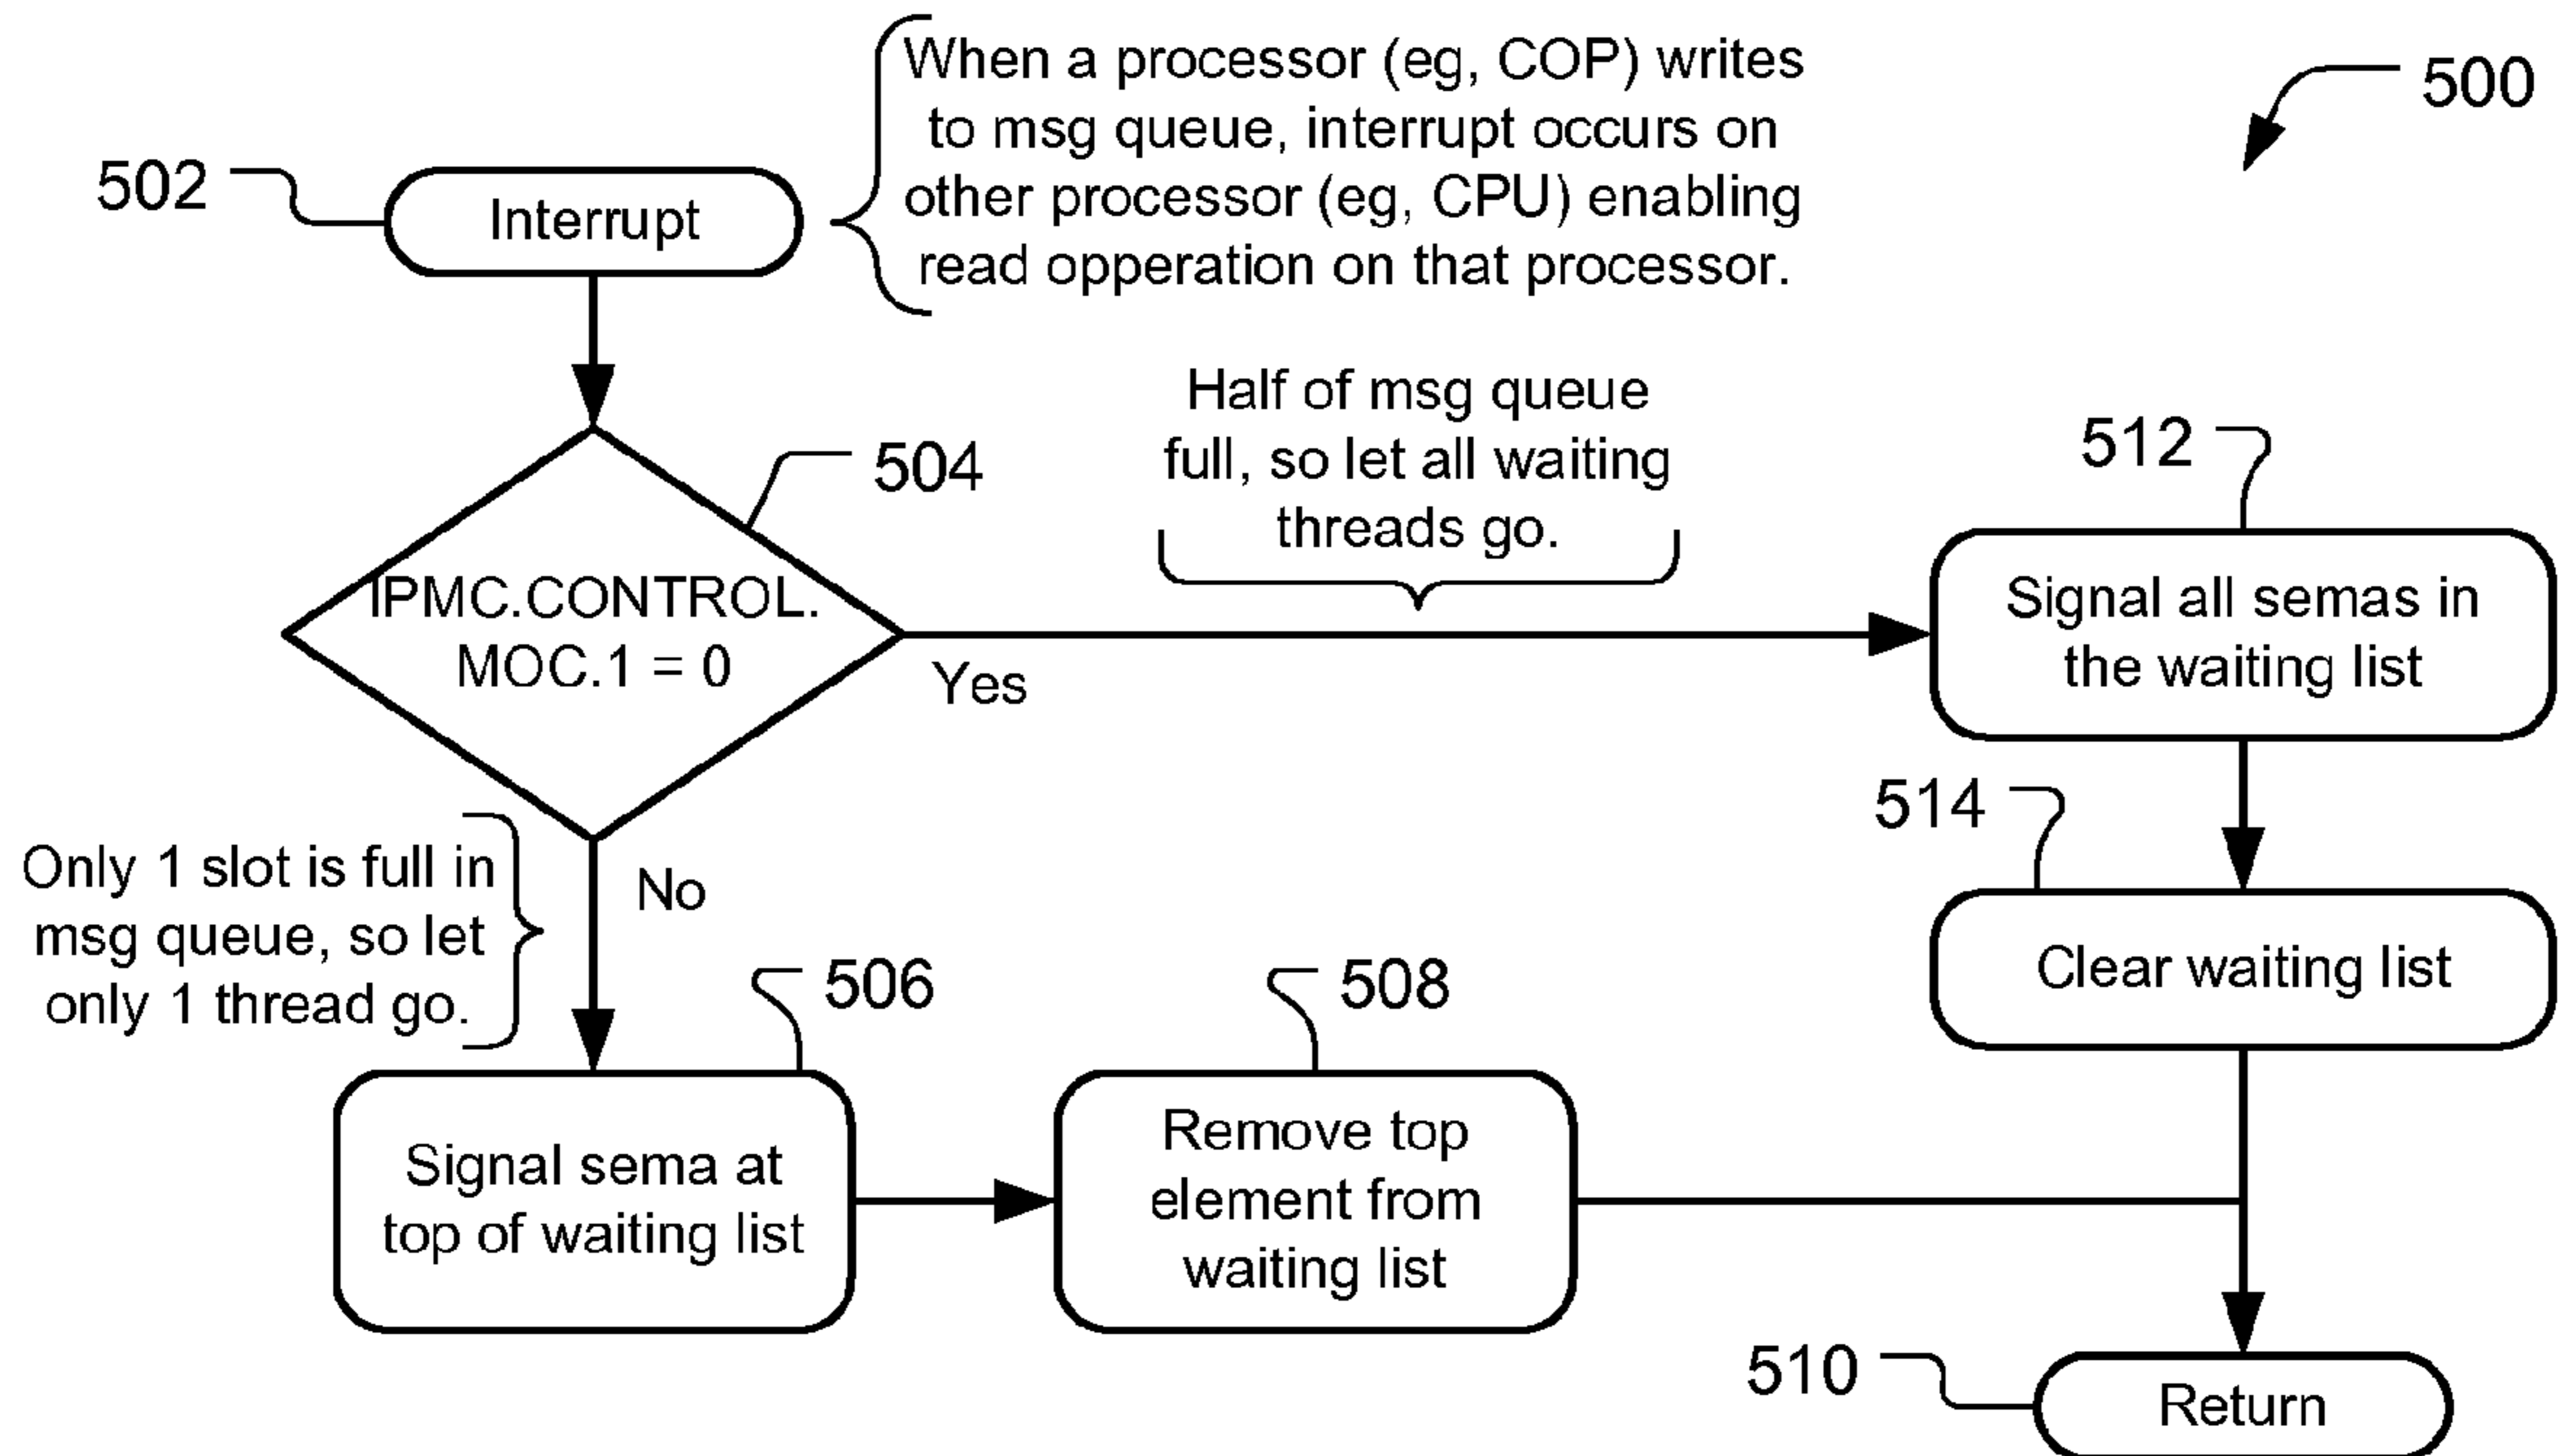 When a processor (eg, COP) writes
to msg queue, interrupt occurs on
other processor (eg, CPU) enabling
read opperation on that processor.
500
502
Interrupt
504
IPMC.CONTROL.
MOC.1 = 0
Half of msg queue
full, so let all waiting
threads go.
Yes
512
Signal all semas in
the waiting list
514
Clear waiting list
Only 1 slot is full in
msg queue, so let
only 1 thread go.
No
506
Signal sema at
top of waiting list
508
Remove top
element from
waiting list
510
Return